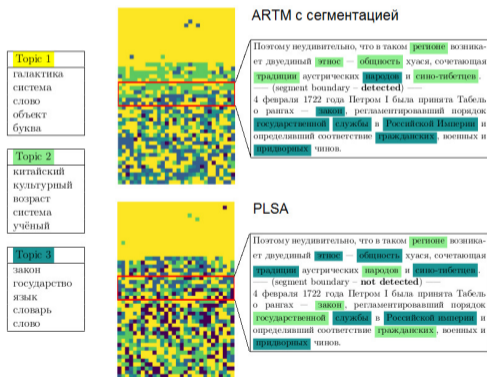 Topic 1
галактика
система
слово
объект
буква
Topic 2
китайский
культурный
возраст
система
учёный
Topic 3
закон
государство
язык
словарь
слово
ARTM с сегментацией
Поэтому неудивительно, что в таком регионе возника-
ет двуединый этнос — общность хуася, сочетающая
традиции аустрических народов и сино-тибетцев.
—— (segment boundary – detected) ——
4 февраля 1722 года Петром I была принята Табель
о рангах — закон, регламентировавший порядок
государственной службы в Российской Империи и
определявший соответствие гражданских, военных и
придворных чинов.
PLSA
Поэтому неудивительно, что в таком регионе возника-
ет двуединый этнос — общность хуася, сочетающая
традиции аустрических народов и сино-тибетцев.
—— (segment boundary – not detected) ——
4 февраля 1722 года Петром I была принята Табель
о рангах — закон, регламентировавший порядок
государственной службы в Российской империи и
определявший соответствие гражданских, военных и
придворных чинов.